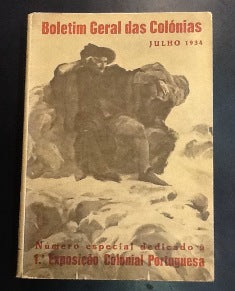 Boletim Geral das Colónias
JULHO 1934
Número especial dedicado à
1.ª Exposição Colonial Portuguesa